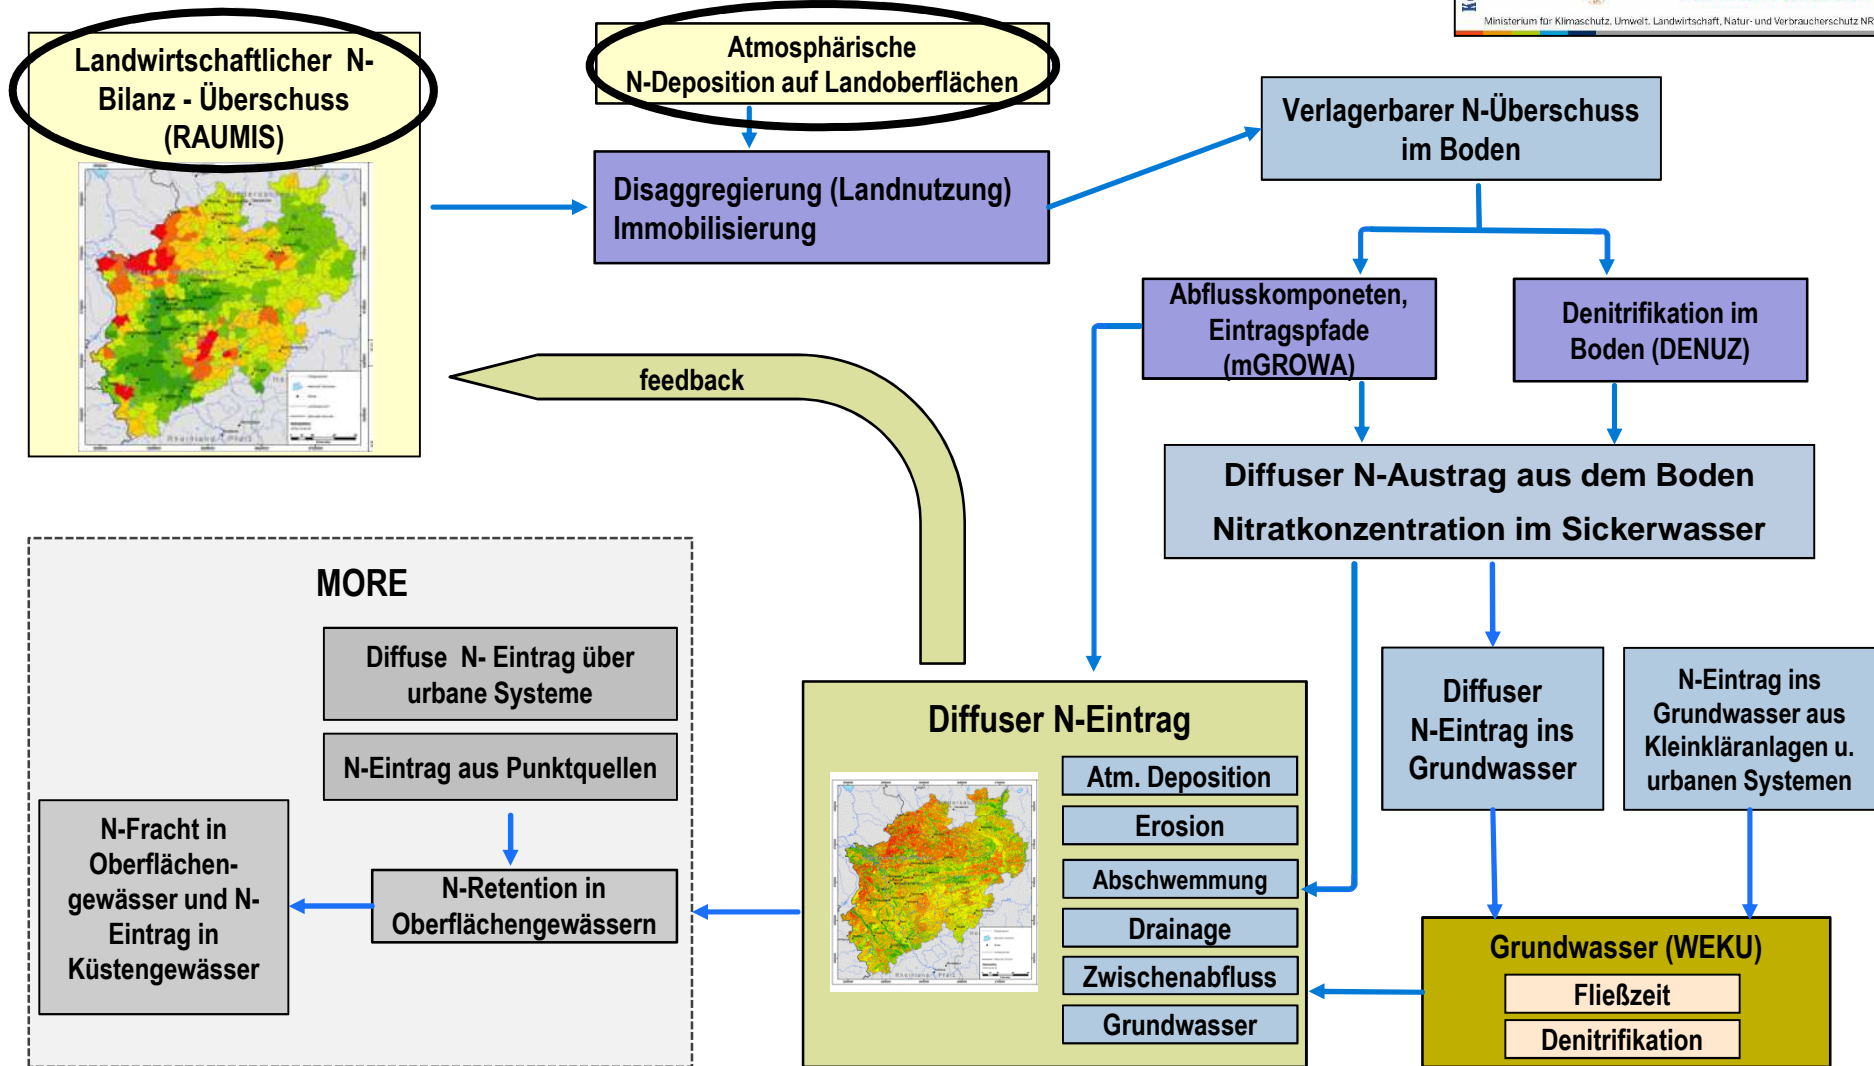 Ministerium für Klimaschutz, Umwelt. Landwirtschaft, Natur- und Verbraucherschutz NR
Landwirtschaftlicher N-
Bilanz - Überschuss
(RAUMIS)
Atmosphärische
N-Deposition auf Landoberflächen
Disaggregierung (Landnutzung)
Immobilisierung
Verlagerbarer N-Überschuss
im Boden
Abflusskomponeten,
Eintragspfade
(mGROWA)
Denitrifikation im
Boden (DENUZ)
feedback
Diffuser N-Austrag aus dem Boden
Nitratkonzentration im Sickerwasser
MORE
Diffuse N- Eintrag über
urbane Systeme
N-Eintrag aus Punktquellen
N-Fracht in
Oberflächen-
gewässer und N-
Eintrag in
Küstengewässer
N-Retention in
Oberflächengewässern
Diffuser N-Eintrag
Atm. Deposition
Erosion
Abschwemmung
Drainage
Zwischenabfluss
Grundwasser
Diffuser
N-Eintrag ins
Grundwasser
N-Eintrag ins
Grundwasser aus
Kleinkläranlagen u.
urbanen Systemen
Grundwasser (WEKU)
Fließzeit
Denitrifikation